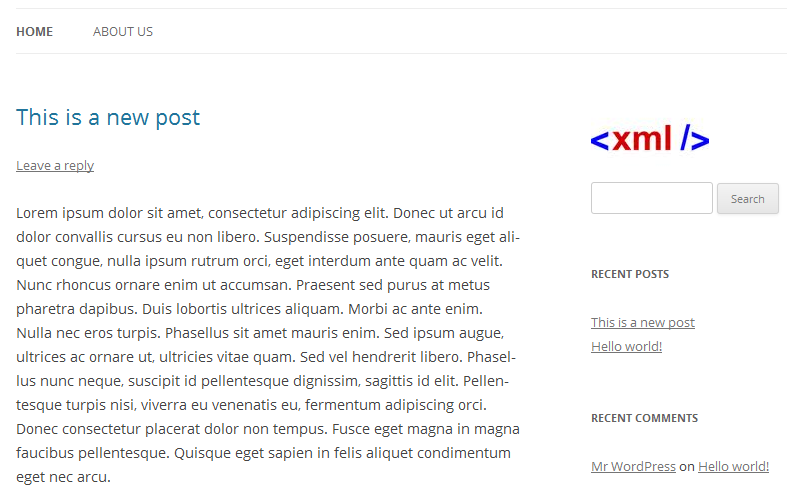 HOME ABOUT US
This is a new post
Leave a reply
Lorem ipsum dolor sit amet, consectetur adipiscing elit. Donec ut arcu id
dolor convallis cursus eu non libero. Suspendisse posuere, mauris eget ali-
quet congue, nulla ipsum rutrum orci, eget interdum ante quam ac velit.
Nunc rhoncus ornare enim ut accumsan. Praesent sed purus at metus
pharetra dapibus. Duis lobortis ultrices aliquam. Morbi ac ante enim.
Nulla nec eros turpis. Phasellus sit amet mauris enim. Sed ipsum augue,
ultrices ac ornare ut, ultricies vitae quam. Sed vel hendrerit libero. Phasel-
lus nunc neque, suscipit id pellentesque dignissim, sagittis id elit. Pellen-
tesque turpis nisi, viverra eu venenatis eu, fermentum adipiscing orci.
Donec consectetur placerat dolor non tempus. Fusce eget magna in magna
faucibus pellentesque. Quisque eget sapien in felis aliquet condimentum
eget nec arcu.
<xml />
Search
RECENT POSTS
This is a new post
Hello world!
RECENT COMMENTS
Mr WordPress on Hello world!